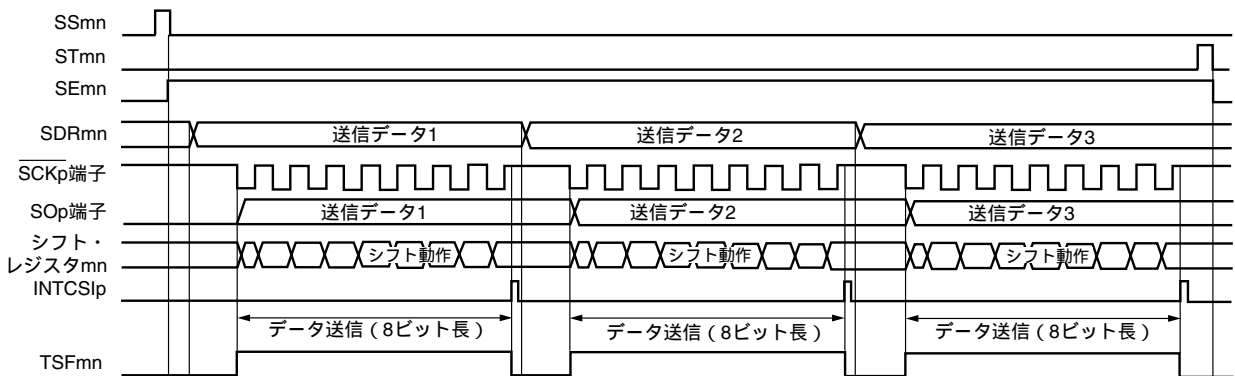 SSmn
STmn
SEmn
SDRmn 送信データ1 送信データ2 送信データ3
SCKp端子
SOp端子 送信データ1 送信データ2 送信データ3
シフト・
レジスタmn シフト動作 シフト動作 シフト動作
INTCSIp
データ送信(8ビット長) データ送信(8ビット長) データ送信(8ビット長)
TSFmn